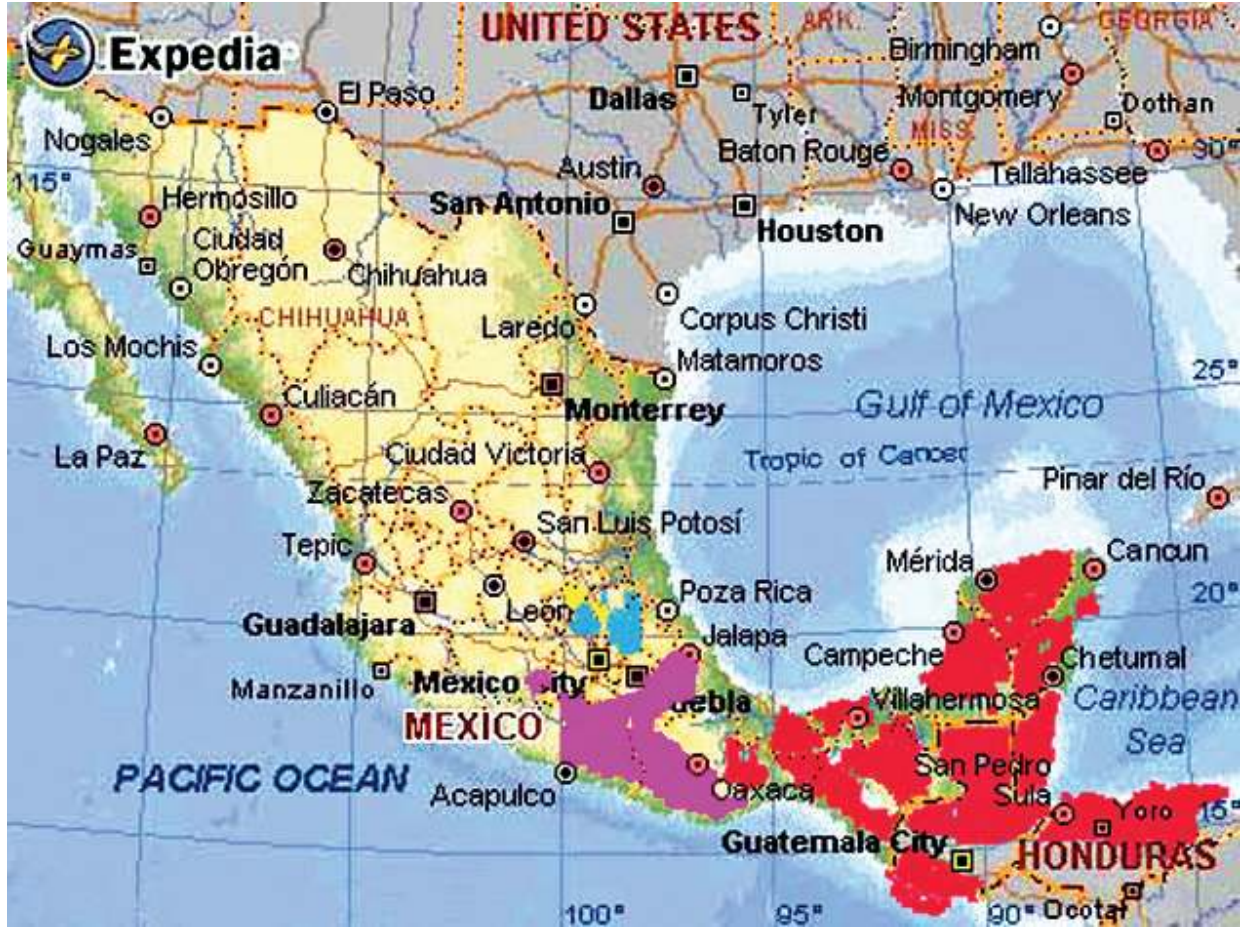 Expedia
UNITED STATES
ARK.
GEORGIA
Birmingham
El Paso
Dallas
Tyler
Montgomery
Dothan
Nogales
MISS.
Austin
Baton Rouge
30°
115°
Tallahassee
Hermosillo
San Antonio
New Orleans
Guaymas
Ciudad
Obregón
Houston
Chihuahua
CHIHUAHUA
Laredo
Corpus Christi
Los Mochis
Matamoros
25°
Culiacán
Monterrey
Gulf of Mexico
La Paz
Ciudad Victoria
Tropic of Cancer
Pinar del Río
Zacatecas
San Luis Potosí
Tepic
Mérida
Cancun
León
Poza Rica
20°
Guadalajara
Jalapa
Campeche
Chetumal
Manzanillo
Mexico City
uebla
Villahermosa
Caribbean
Sea
MEXICO
PACIFIC OCEAN
San Pedro
Sula
Acapulco
Oaxaca
Yoro
15°
Guatemala City
HONDURAS
100°
95°
90°
Ocotal